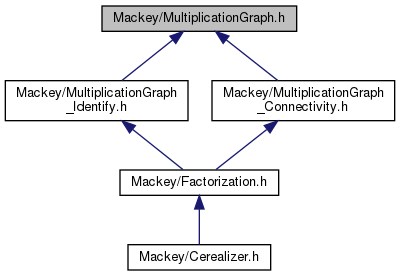 Mackey/MultiplicationGraph.h
Mackey/MultiplicationGraph
_Identify.h
Mackey/MultiplicationGraph
_Connectivity.h
Mackey/Factorization.h
Mackey/Cerealizer.h